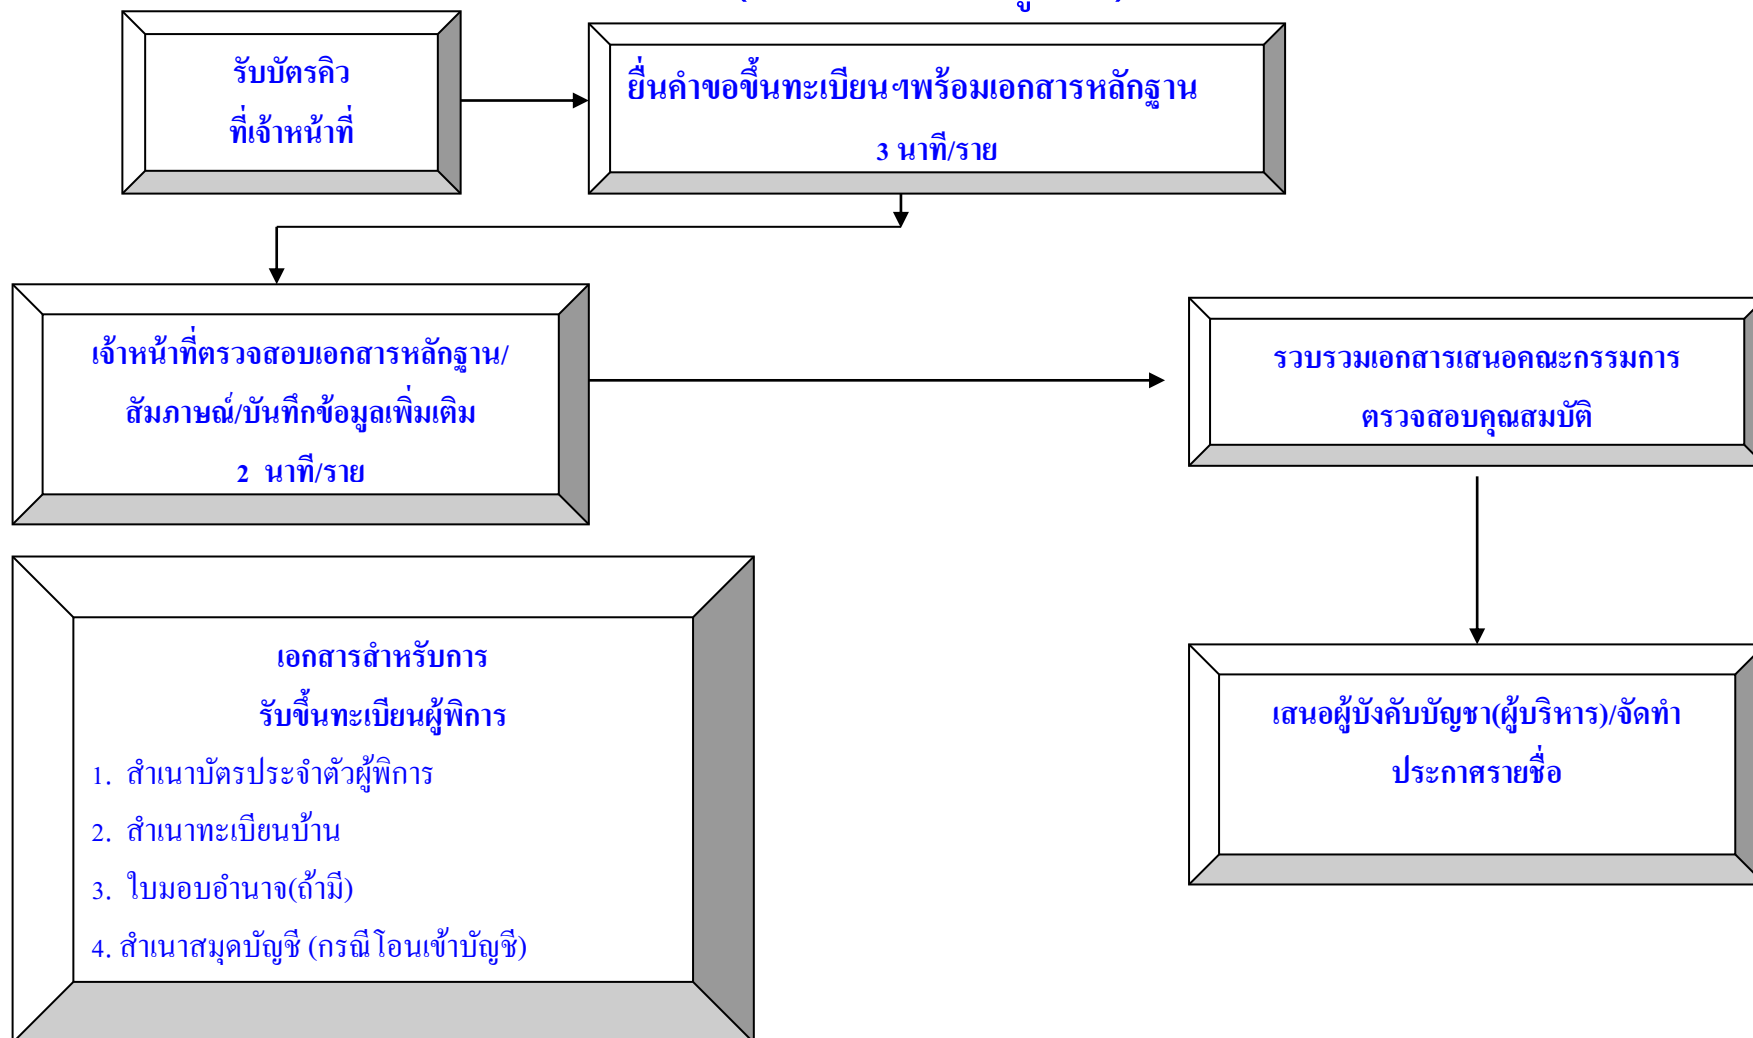 รับบัตรคิว
ที่เจ้าหน้าที่
ยื่นคำขอขึ้นทะเบียนฯพร้อมเอกสารหลักฐาน
3 นาที/ราย
เจ้าหน้าที่ตรวจสอบเอกสารหลักฐาน/
สัมภาษณ์/บันทึกข้อมูลเพิ่มเติม
2 นาที/ราย
รวบรวมเอกสารเสนอคณะกรรมการ
ตรวจสอบคุณสมบัติ
เสนอผู้บังคับบัญชา(ผู้บริหาร)/จัดทำ
ประกาศรายชื่อ
เอกสารสำหรับการ
รับขึ้นทะเบียนผู้พิการ
1. สำเนาบัตรประจำตัวผู้พิการ
2. สำเนาทะเบียนบ้าน
3. ใบมอบอำนาจ(ถ้ามี)
4. สำเนาสมุดบัญชี (กรณีโอนเข้าบัญชี)